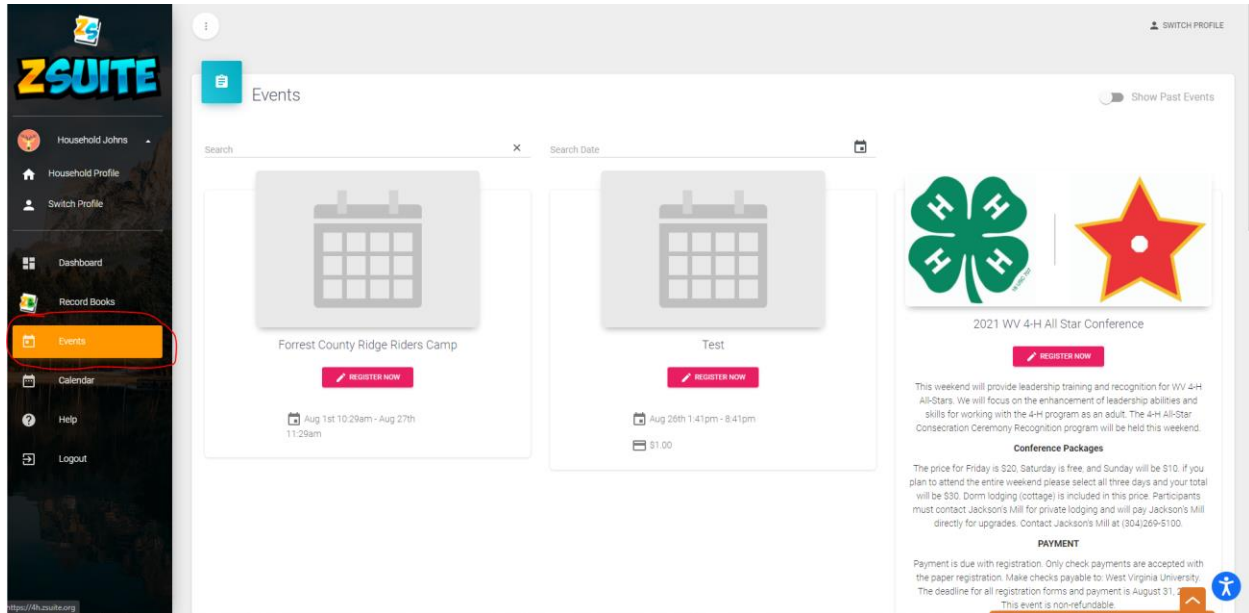 ZSUITE
Household Johns
Household Profile
Switch Profile
Dashboard
Record Books
Events
Calendar
Help
Logout
https://4h.zsuite.org
SWITCH PROFILE
Events
Show Past Events
Search
Search Date
Forrest County Ridge Riders Camp
REGISTER NOW
Aug 1st 10:29am - Aug 27th
11:29am
Test
REGISTER NOW
Aug 26th 1:41pm - 8:41pm
$1.00
H H
H H
18 USC 707
2021 WV 4-H All Star Conference
REGISTER NOW
This weekend will provide leadership training and recognition for WV 4-H
All-Stars. We will focus on the enhancement of leadership abilities and
skills for working with the 4-H program as an adult. The 4-H All-Star
Consecration Ceremony Recognition program will be held this weekend.
Conference Packages
The price for Friday is $20, Saturday is free, and Sunday will be $10. if you
plan to attend the entire weekend please select all three days and your total
will be $30. Dorm lodging (cottage) is included in this price. Participants
must contact Jackson's Mill for private lodging and will pay Jackson's Mill
directly for upgrades. Contact Jackson's Mill at (304)269-5100.
PAYMENT
Payment is due with registration. Only check payments are accepted with
the paper registration. Make checks payable to: West Virginia University.
The deadline for all registration forms and payment is August 31,
This event is non-refundable.